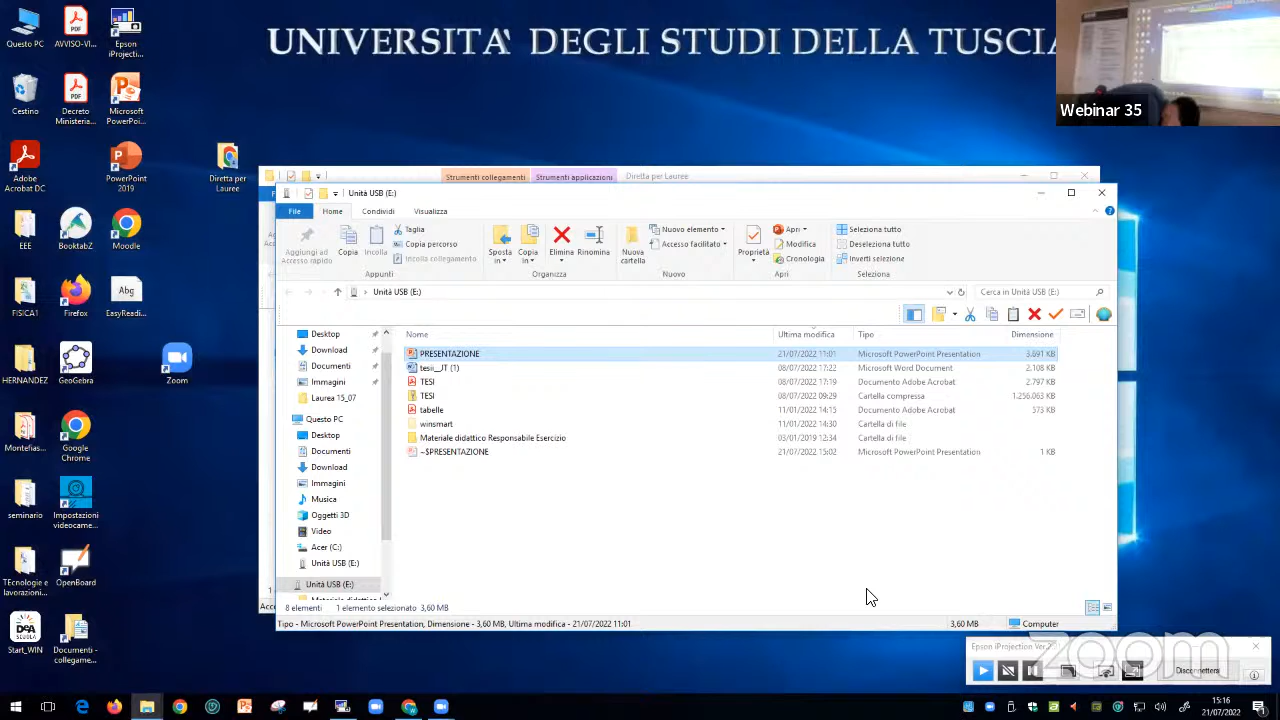 UNIVERSITA' DEGLI STUDI DELLA TUSCIA
Webinar 35
Questo PC
AVVISO-VI...
Epson
iProjecti...
Cestino
Decreto
Ministeria...
Microsoft
PowerPoi...
Adobe
Acrobat DC
PowerPoint
2019
Diretta per
Lauree
EEE
BooktabZ
Moodle
FISICA1
Firefox
Abg
EasyReadi...
HERNANDEZ
GeoGebra
Zoom
Montefias...
Google
Chrome
seminario
Impostazioni
videocame...
TEcnologie e
lavorazioni...
OpenBoard
Start_WIN
Documenti -
collegame...
Strumenti collegamenti
Strumenti applicazioni
Diretta per Lauree
Unità USB (E:)
File
Home
Condividi
Visualizza
Aggiungi ad
Accesso rapido
Copia
Incolla
Taglia
Copia percorso
Incolla collegamento
Appunti
Sposta
in
Copia
in
Elimina
Rinomina
Organizza
Nuova
cartella
Nuovo elemento
Accesso facilitato
Nuovo
Proprietà
Apri
Modifica
Cronologia
Apri
Seleziona tutto
Deseleziona tutto
Inverti selezione
Seleziona
Unità USB (E:)
Cerca in Unità USB (E:)
Desktop
Download
Documenti
Immagini
Laurea 15_07
Questo PC
Desktop
Documenti
Download
Immagini
Musica
Oggetti 3D
Video
Acer (C:)
Unità USB (E:)
Unità USB (E:)
Nome Ultima modifica Tipo Dimensione
PRESENTAZIONE 21/07/2022 11:01 Microsoft PowerPoint Presentation 3.691 KB
tesii__JT (1) 08/07/2022 17:22 Microsoft Word Document 2.108 KB
TESI 08/07/2022 17:19 Documento Adobe Acrobat 2.797 KB
TESI 08/07/2022 09:29 Cartella compressa 1.256.063 KB
tabelle 11/01/2022 14:15 Documento Adobe Acrobat 573 KB
winsmart 11/01/2022 14:30 Cartella di file
Materiale didattico Responsabile Esercizio 03/01/2019 12:34 Cartella di file
~$PRESENTAZIONE 21/07/2022 15:02 Microsoft PowerPoint Presentation 1 KB
8 elementi 1 elemento selezionato 3,60 MB
Tipo - Microsoft PowerPoint Presentation, Dimensione - 3,60 MB, Ultima modifica - 21/07/2022 11:01 3,60 MB Computer
Epson iProjection Ver.
zoom
Disconnettere
15:16
21/07/2022